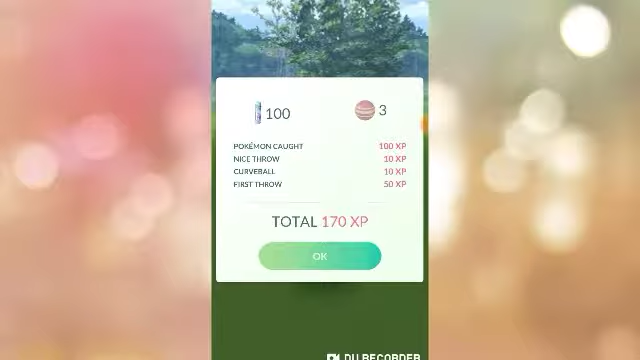 100 3
POKÉMON CAUGHT 100 XP
NICE THROW 10 XP
CURVEBALL 10 XP
FIRST THROW 50 XP
TOTAL 170 XP
OK
DU RECORDER